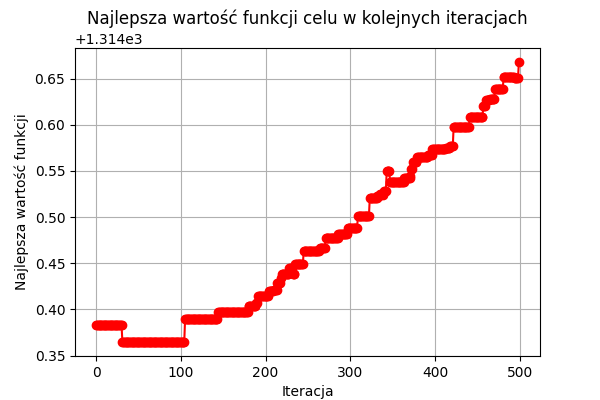 Najlepsza wartość funkcji celu w kolejnych iteracjach
+1.314e3
0.65
0.60
0.55
0.50
0.45
0.40
0.35
Najlepsza wartość funkcji
0 100 200 300 400 500
Iteracja